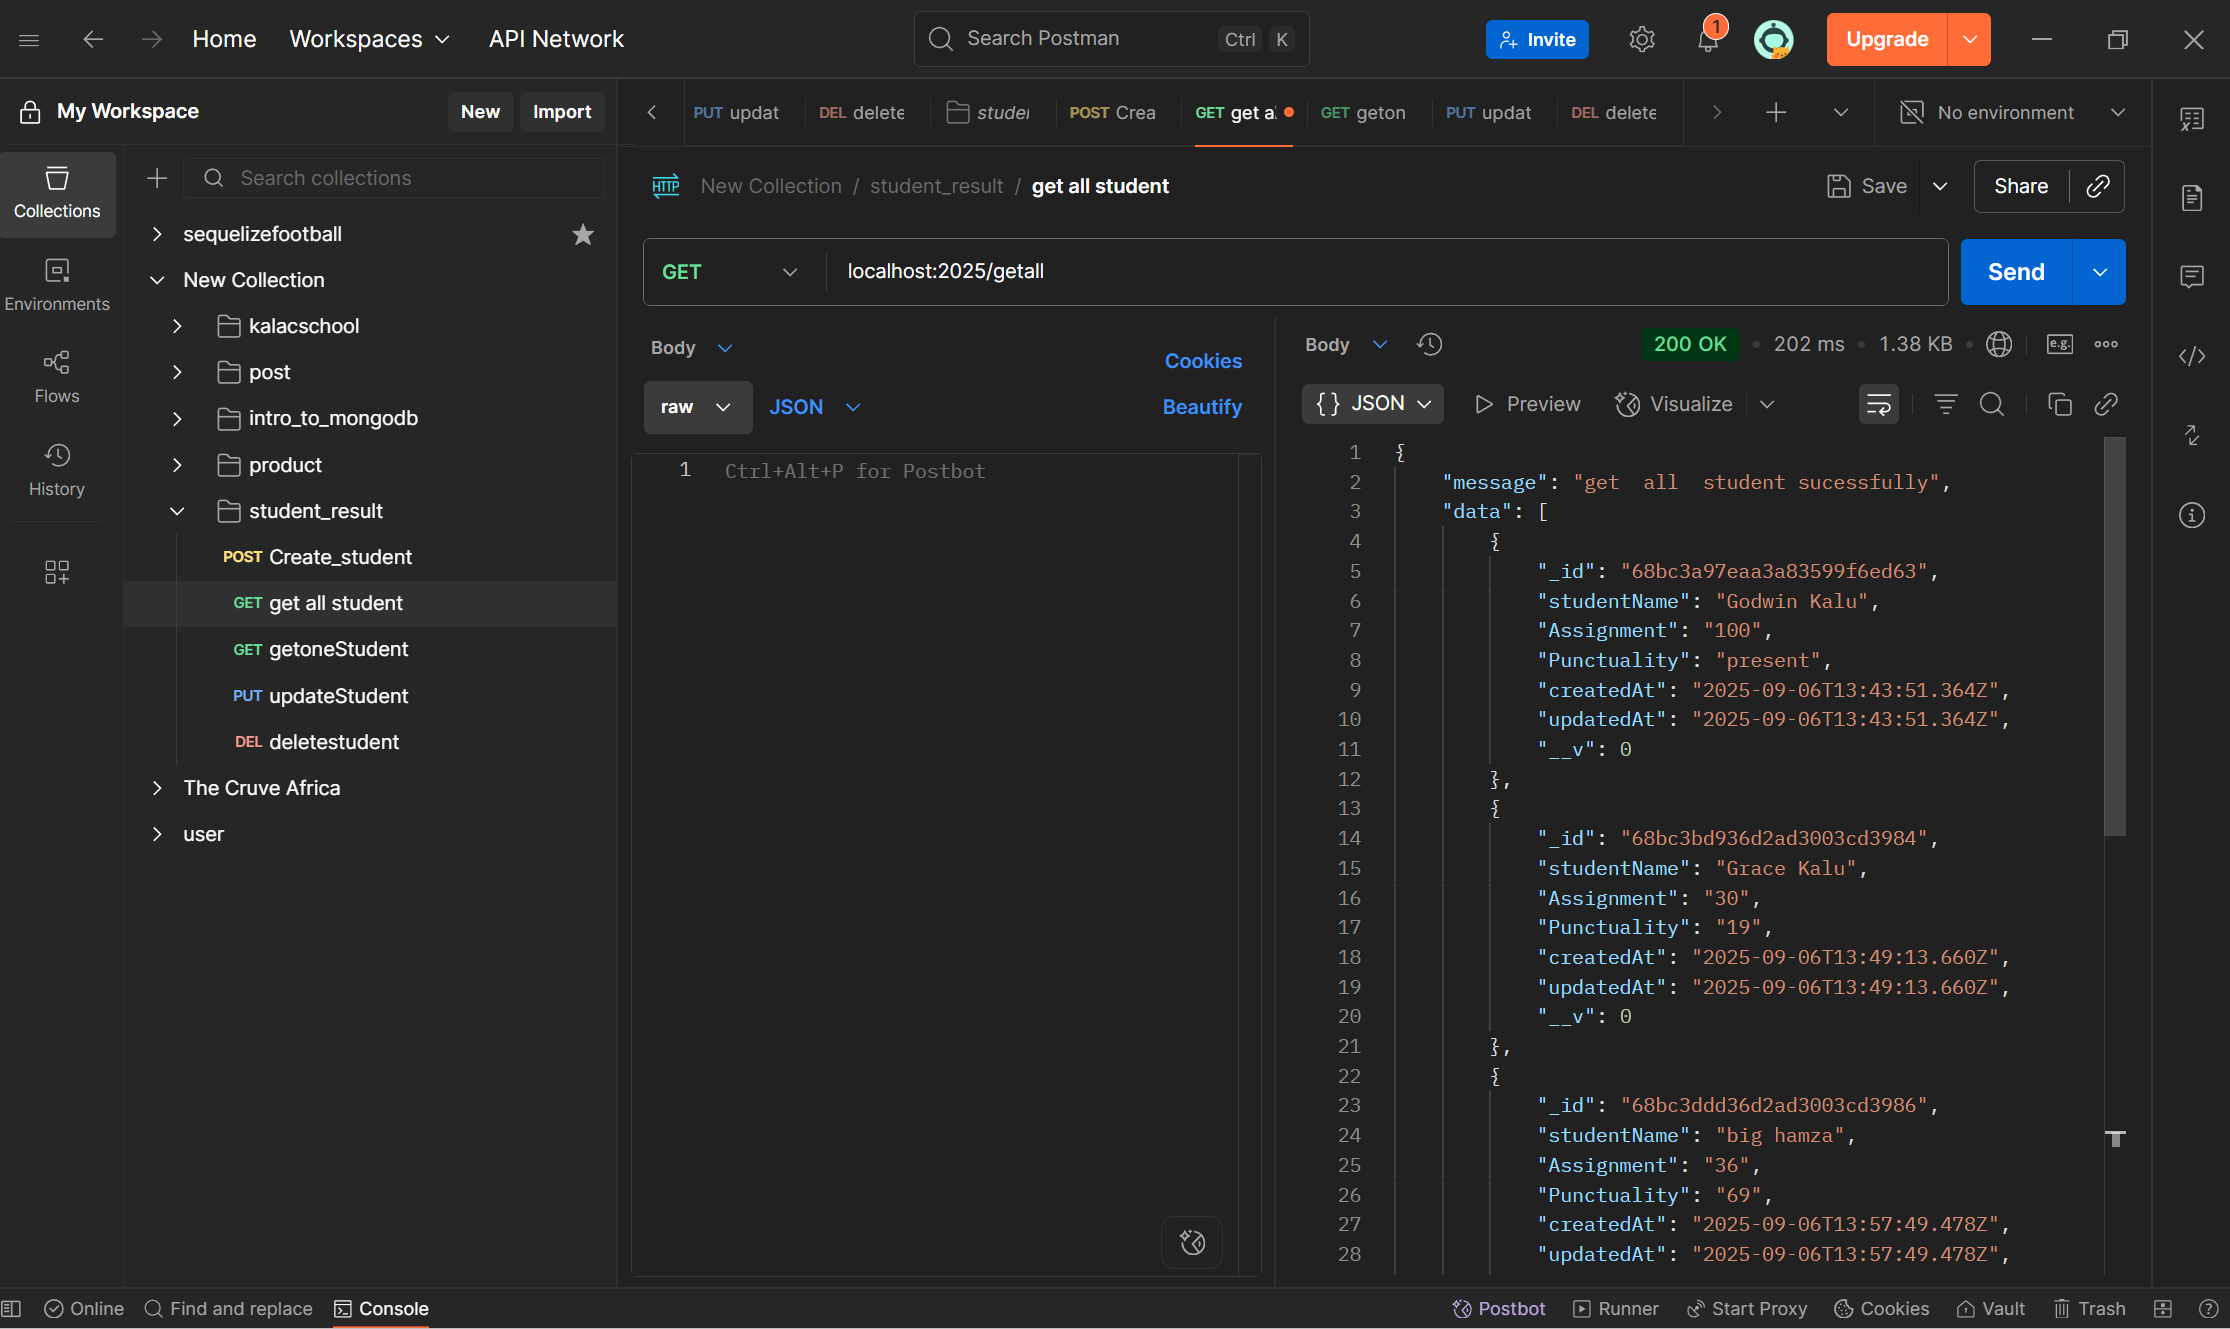 Home Workspaces API Network Search Postman Ctrl K Invite 1 Upgrade
My Workspace New Import PUT updat DEL delete studer POST Crea GET get a GET geton PUT updat DEL delete No environment
Collections
Environments
Flows
History
Search collections
sequelizefootball
New Collection
kalacschool
post
intro_to_mongodb
product
student_result
POST Create_student
GET get all student
GET getoneStudent
PUT updateStudent
DEL deletestudent
The Cruve Africa
user
HTTP New Collection / student_result / get all student Save Share
GET localhost:2025/getall Send
Body Cookies
raw JSON Beautify
1 Ctrl+Alt+P for Postbot
Body 200 OK • 202 ms • 1.38 KB • e.g.
{} JSON Preview Visualize
1 {
2 "message": "get  all  student sucessfully",
3 "data": [
4 {
5 "_id": "68bc3a97eaa3a83599f6ed63",
6 "studentName": "Godwin Kalu",
7 "Assignment": "100",
8 "Punctuality": "present",
9 "createdAt": "2025-09-06T13:43:51.364Z",
10 "updatedAt": "2025-09-06T13:43:51.364Z",
11 "__v": 0
12 },
13 {
14 "_id": "68bc3bd936d2ad3003cd3984",
15 "studentName": "Grace Kalu",
16 "Assignment": "30",
17 "Punctuality": "19",
18 "createdAt": "2025-09-06T13:49:13.660Z",
19 "updatedAt": "2025-09-06T13:49:13.660Z",
20 "__v": 0
21 },
22 {
23 "_id": "68bc3ddd36d2ad3003cd3986",
24 "studentName": "big hamza",
25 "Assignment": "36",
26 "Punctuality": "69",
27 "createdAt": "2025-09-06T13:57:49.478Z",
28 "updatedAt": "2025-09-06T13:57:49.478Z",
Online Find and replace Console Postbot Runner Start Proxy Cookies Vault Trash